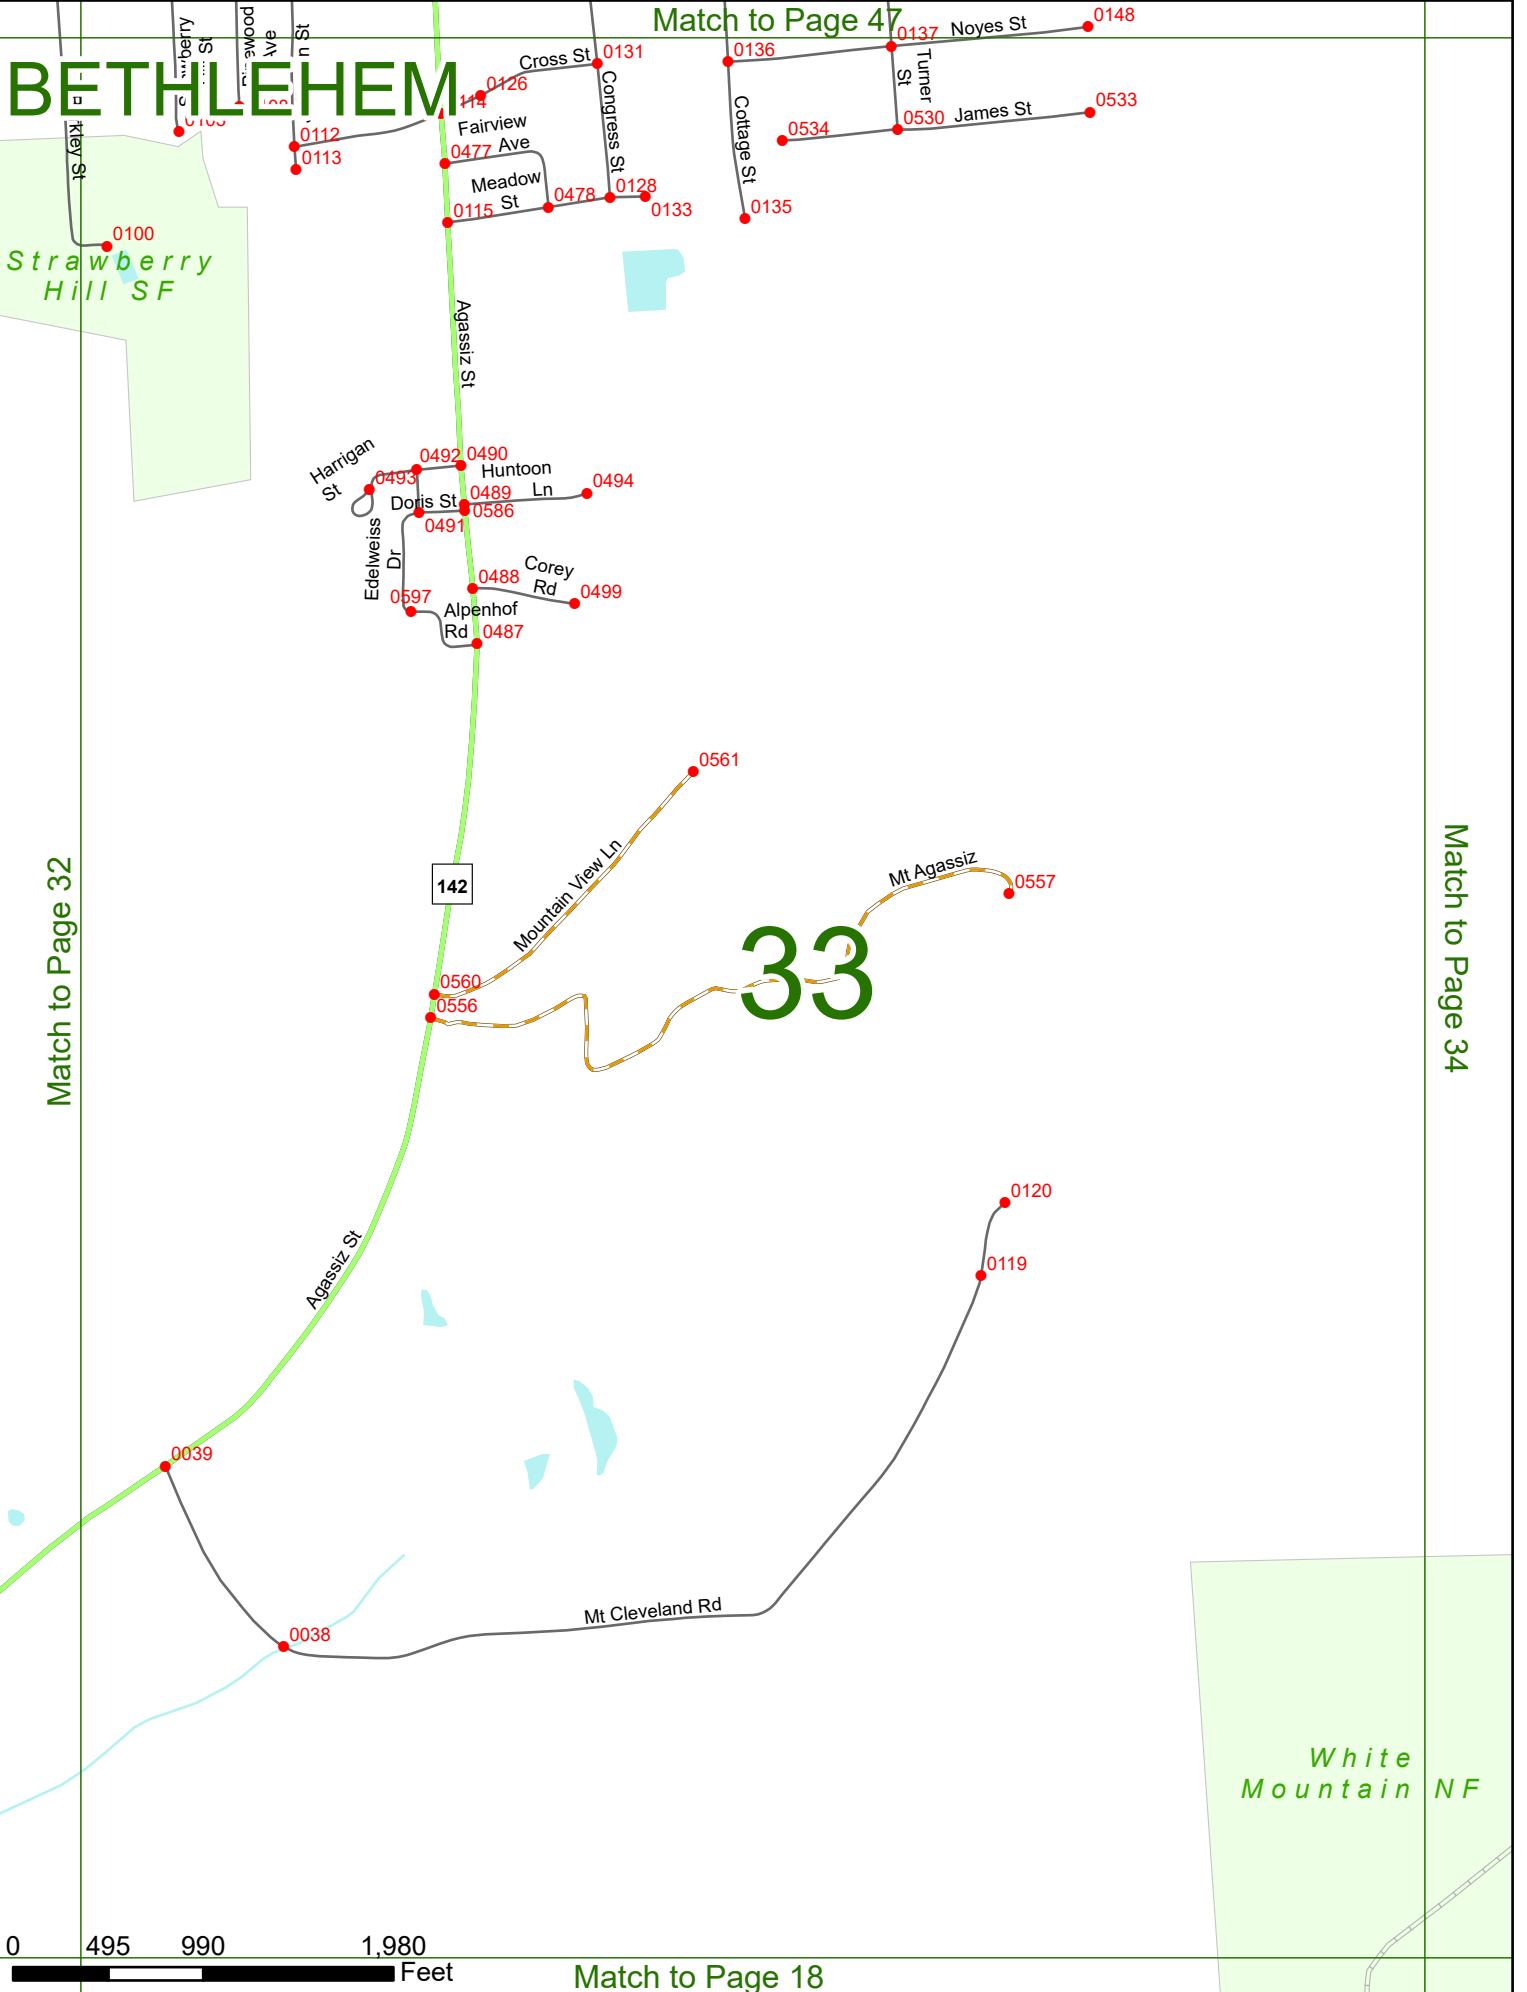 Match to Page 47
0148
Noyes St
0137
0136
0131
Cross St
0126
Turner
St
Congress St
BETHLEHEM
Ave
0533
James St
0530
0534
Cottage St
0112
0113
Fairview
Ave
0477
Meadow
St
0478
0128
0133
0115
0135
0100
Strawberry
Hill SF
Agassiz St
Harrigan
St
0492
0490
0493
Huntoon
Ln
0494
0489
Doris St
0586
0491
Edelweiss
Dr
Corey
Rd
0488
0499
0597
Alpenhof
Rd
0487
0561
Mountain View Ln
142
Mt Agassiz
0557
33
Match to Page 32
Match to Page 34
0560
0556
0120
0119
Agassiz St
0039
Mt Cleveland Rd
0038
White
Mountain NF
0 495 990 1,980
Feet
Match to Page 18